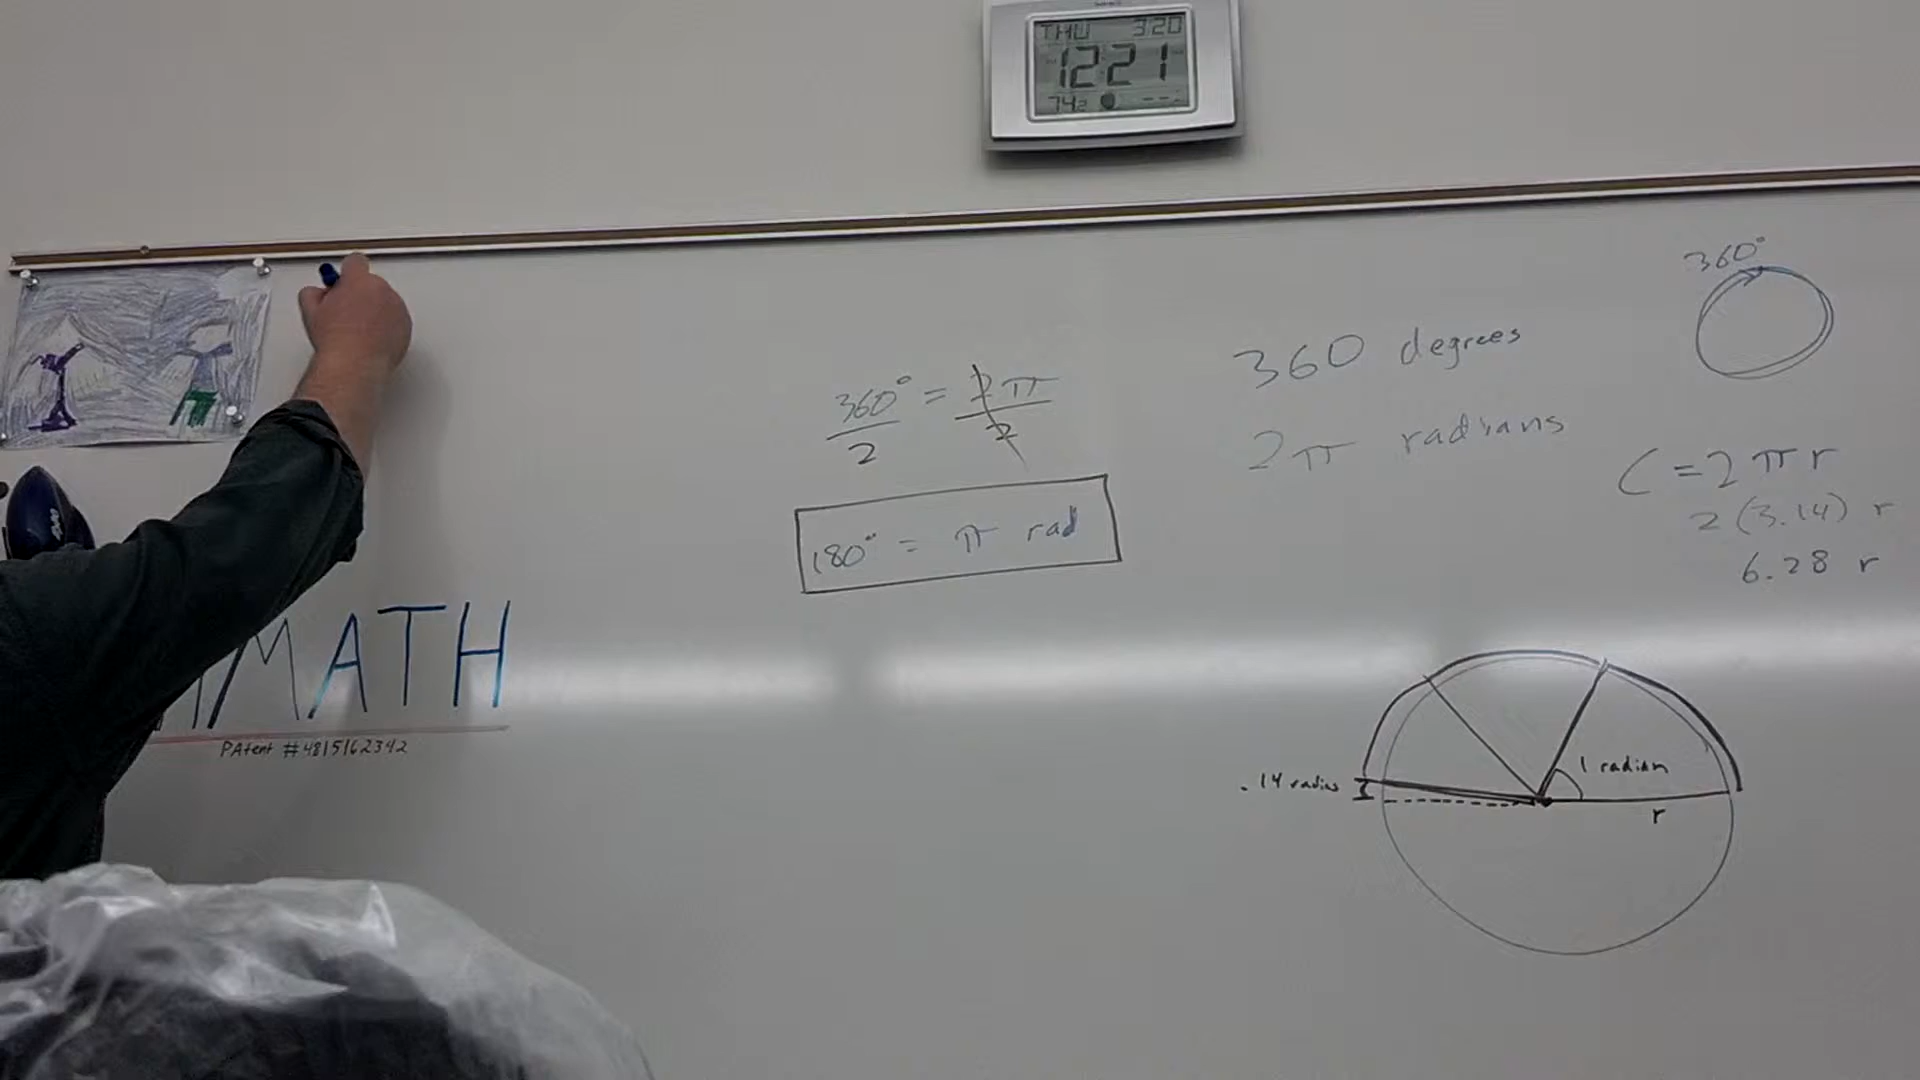 THU 3:20
12:21
74.2 --.-
360°
360 degrees
360° = 2π
2 2
2π radians
C = 2πr
2 (3.14) r
6.28 r
180° = π rad
MATH
PAtent #4815162342
1 radian
.14 radius
r